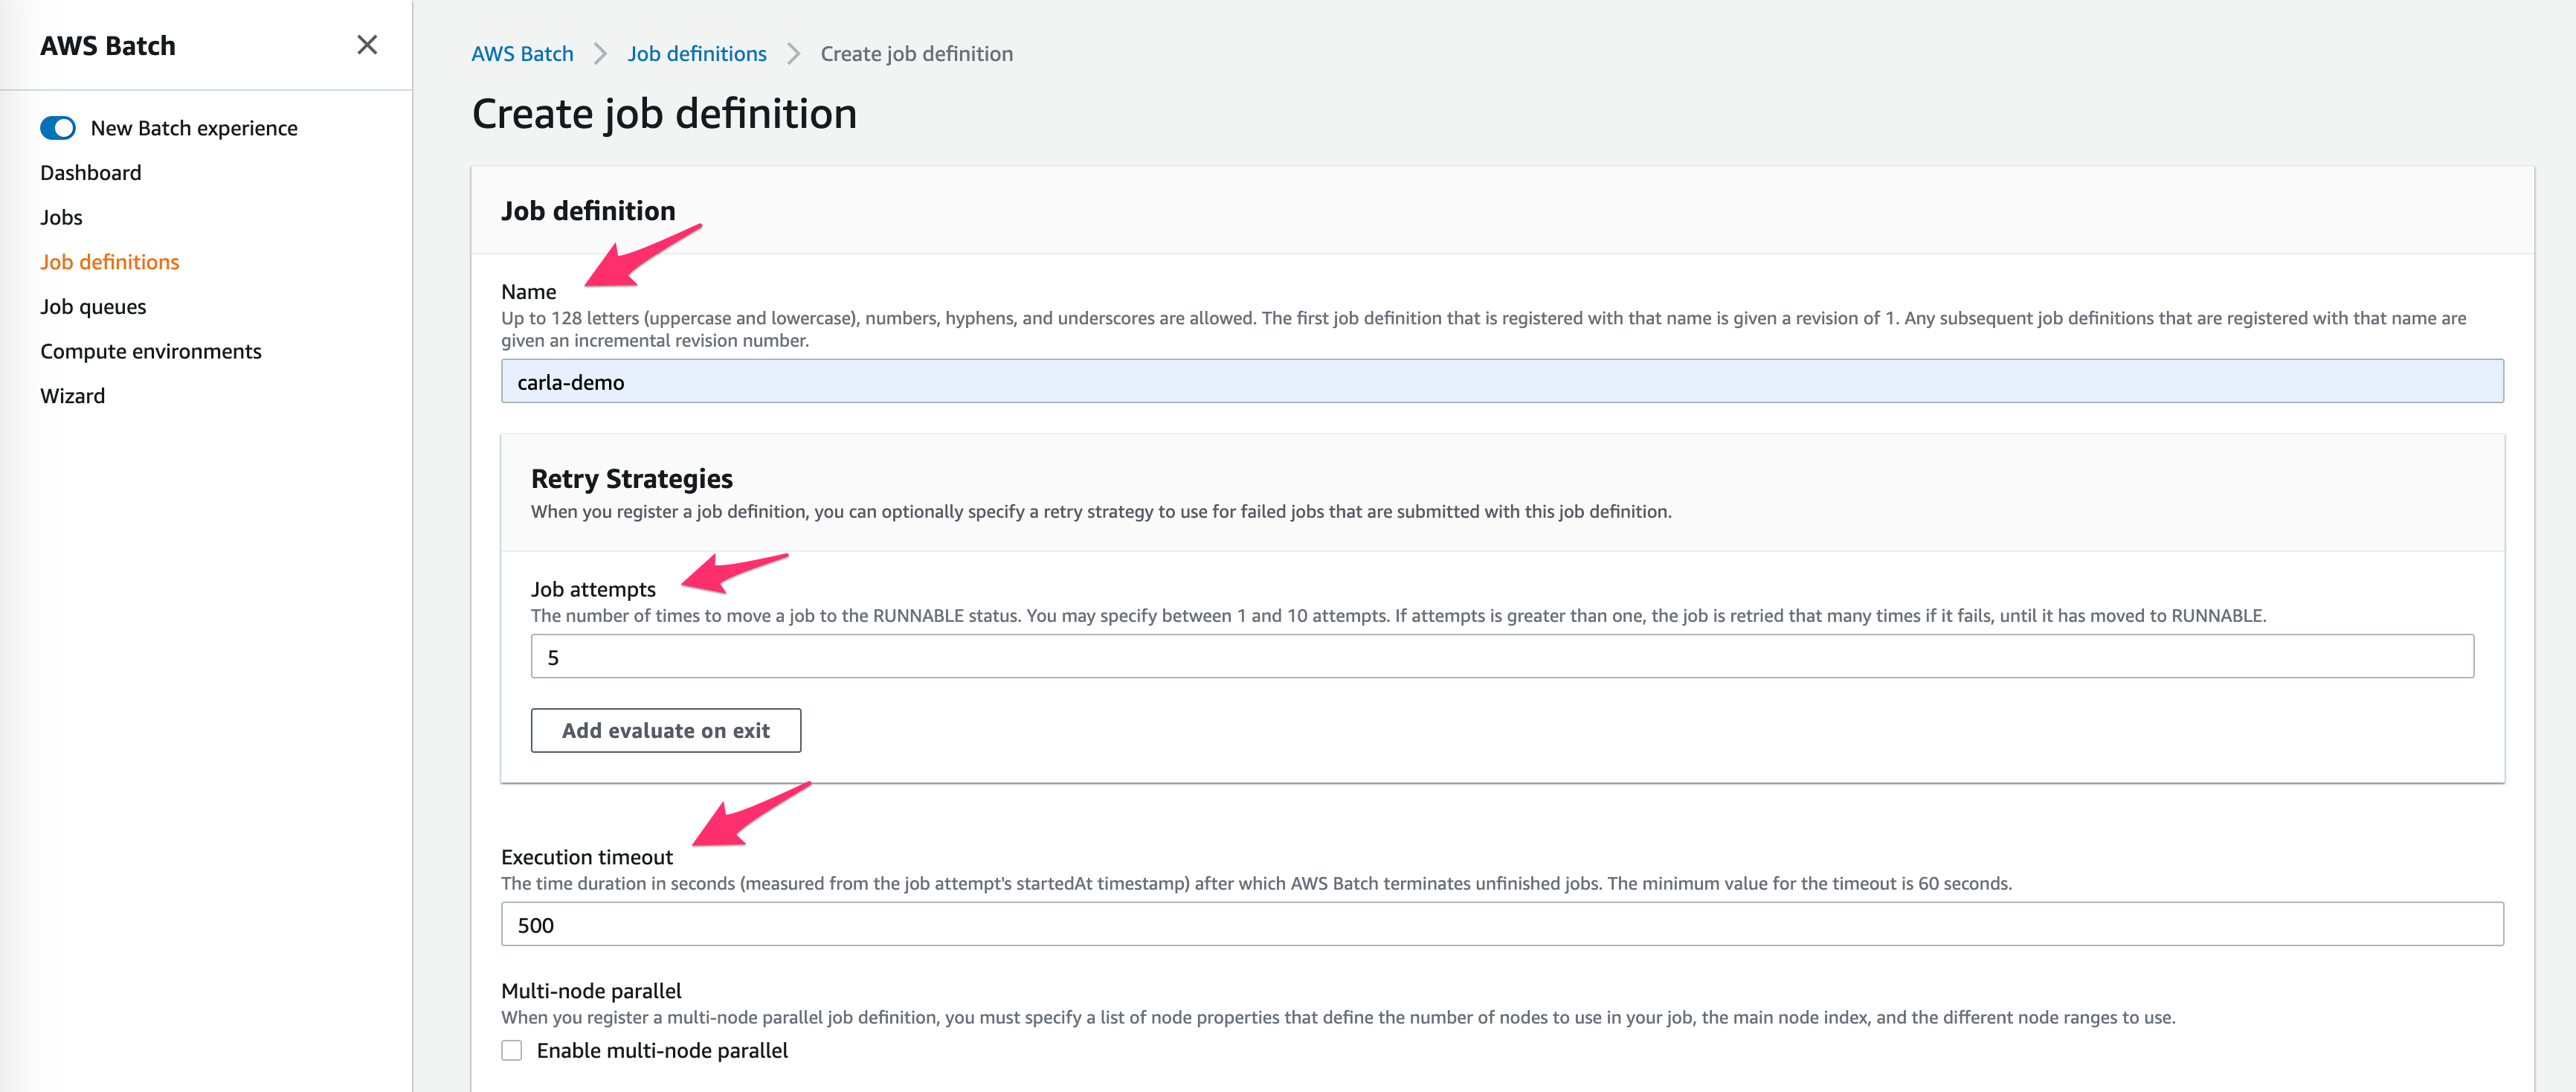 AWS Batch
New Batch experience
Dashboard
Jobs
Job definitions
Job queues
Compute environments
Wizard
AWS Batch
Job definitions
Create job definition
Create job definition
Job definition
Name
Up to 128 letters (uppercase and lowercase), numbers, hyphens, and underscores are allowed. The first job definition that is registered with that name is given a revision of 1. Any subsequent job definitions that are registered with that name are
given an incremental revision number.
carla-demo
Retry Strategies
When you register a job definition, you can optionally specify a retry strategy to use for failed jobs that are submitted with this job definition.
Job attempts
The number of times to move a job to the RUNNABLE status. You may specify between 1 and 10 attempts. If attempts is greater than one, the job is retried that many times if it fails, until it has moved to RUNNABLE.
5
Add evaluate on exit
Execution timeout
The time duration in seconds (measured from the job attempt's startedAt timestamp) after which AWS Batch terminates unfinished jobs. The minimum value for the timeout is 60 seconds.
500
Multi-node parallel
When you register a multi-node parallel job definition, you must specify a list of node properties that define the number of nodes to use in your job, the main node index, and the different node ranges to use.
Enable multi-node parallel